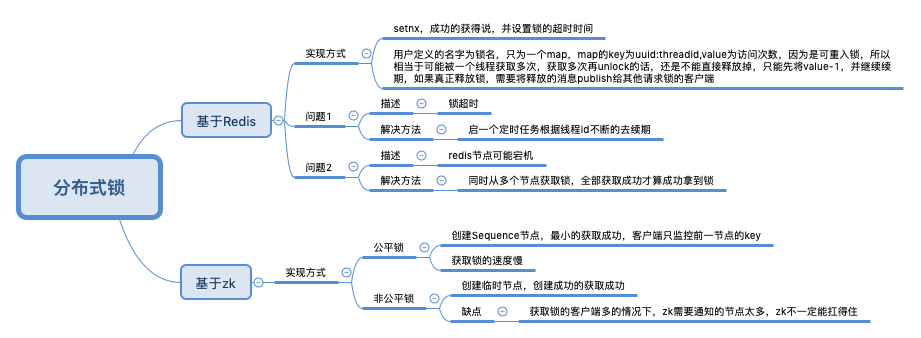 分布式锁
基于Redis
实现方式
setnx，成功的获得说，并设置锁的超时时间
用户定义的名字为锁名，只为一个map，map的key为uuid:threadid,value为访问次数，因为是可重入锁，所以
相当于可能被一个线程获取多次，获取多次再unlock的话，还是不能直接释放掉，只能先将value-1，并继续续
期，如果真正释放锁，需要将释放的消息publish给其他请求锁的客户端
问题1
描述
锁超时
解决方法
启一个定时任务根据线程id不断的去续期
问题2
描述
redis节点可能宕机
解决方法
同时从多个节点获取锁，全部获取成功才算成功拿到锁
基于zk
实现方式
公平锁
创建Sequence节点，最小的获取成功，客户端只监控前一节点的key
获取锁的速度慢
非公平锁
创建临时节点，创建成功的获取成功
缺点
获取锁的客户端多的情况下，zk需要通知的节点太多，zk不一定能扛得住